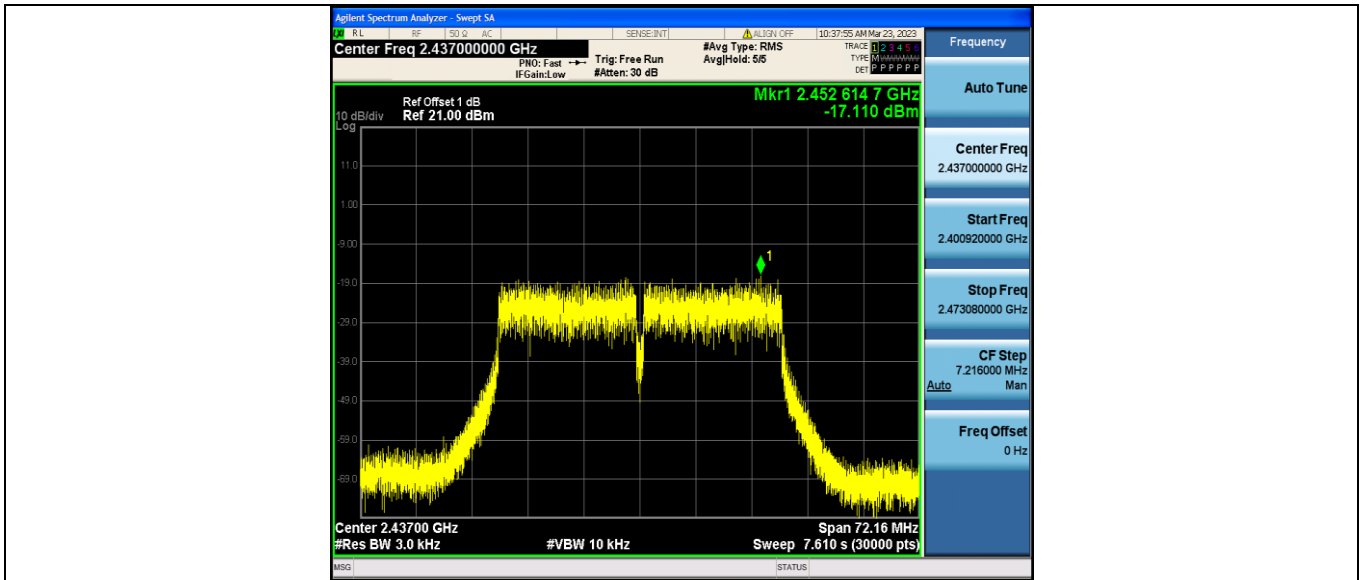 Agilent Spectrum Analyzer - Swept SA
RL RF 50 Ω AC SENSE:INT ALIGN OFF 10:37:55 AM Mar 23, 2023
Center Freq 2.437000000 GHz
PNO: Fast
IFGain:Low
Trig: Free Run
#Atten: 30 dB
#Avg Type: RMS
Avg|Hold: 5/5
TRACE 1 2 3 4 5 6
TYPE M
DET P P P P P P
Mkr1 2.452 614 7 GHz
-17.110 dBm
Ref Offset 1 dB
10 dB/div Ref 21.00 dBm
Log
11.0
1.00
-9.00
-19.0
-29.0
-39.0
-49.0
-59.0
-69.0
1
Center 2.43700 GHz Span 72.16 MHz
#Res BW 3.0 kHz #VBW 10 kHz Sweep 7.610 s (30000 pts)
MSG STATUS
Frequency
Auto Tune
Center Freq
2.437000000 GHz
Start Freq
2.400920000 GHz
Stop Freq
2.473080000 GHz
CF Step
7.216000 MHz
Auto Man
Freq Offset
0 Hz